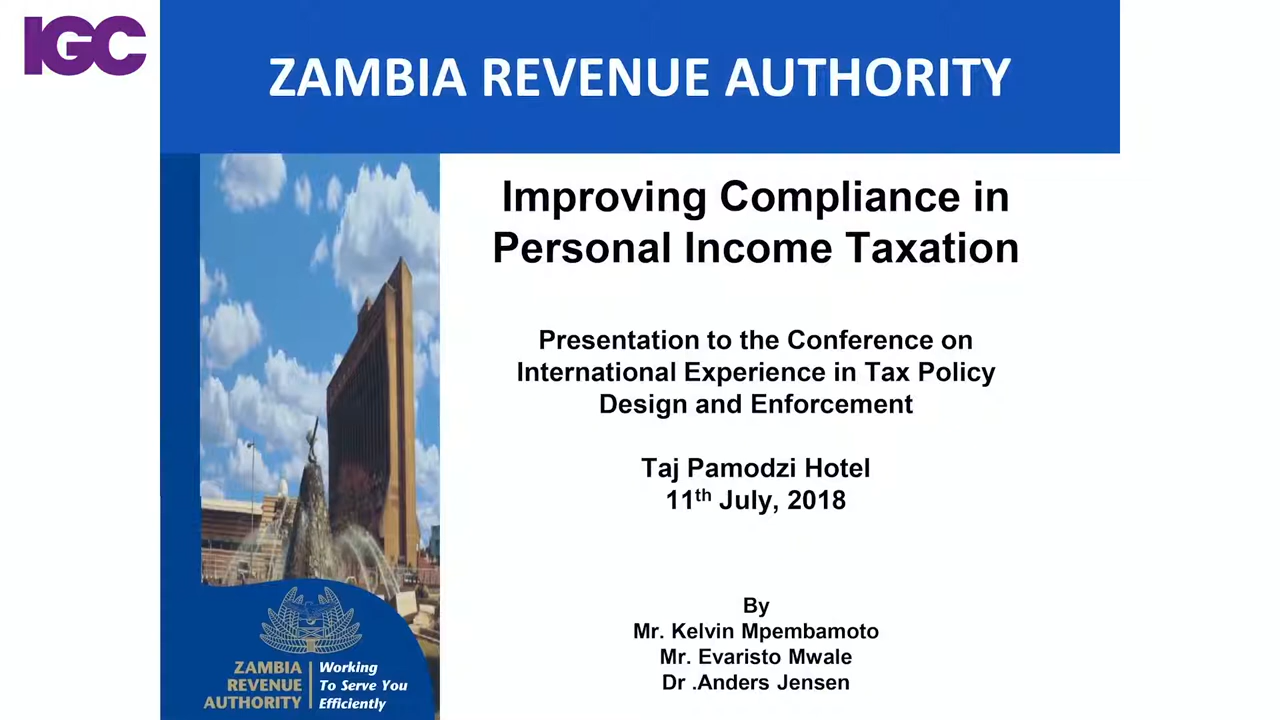 IGC
ZAMBIA REVENUE AUTHORITY
Improving Compliance in
Personal Income Taxation
Presentation to the Conference on
International Experience in Tax Policy
Design and Enforcement
Taj Pamodzi Hotel
11th July, 2018
By
Mr. Kelvin Mpembamoto
Mr. Evaristo Mwale
Dr .Anders Jensen
ZAMBIA
REVENUE
AUTHORITY
Working
To Serve You
Efficiently